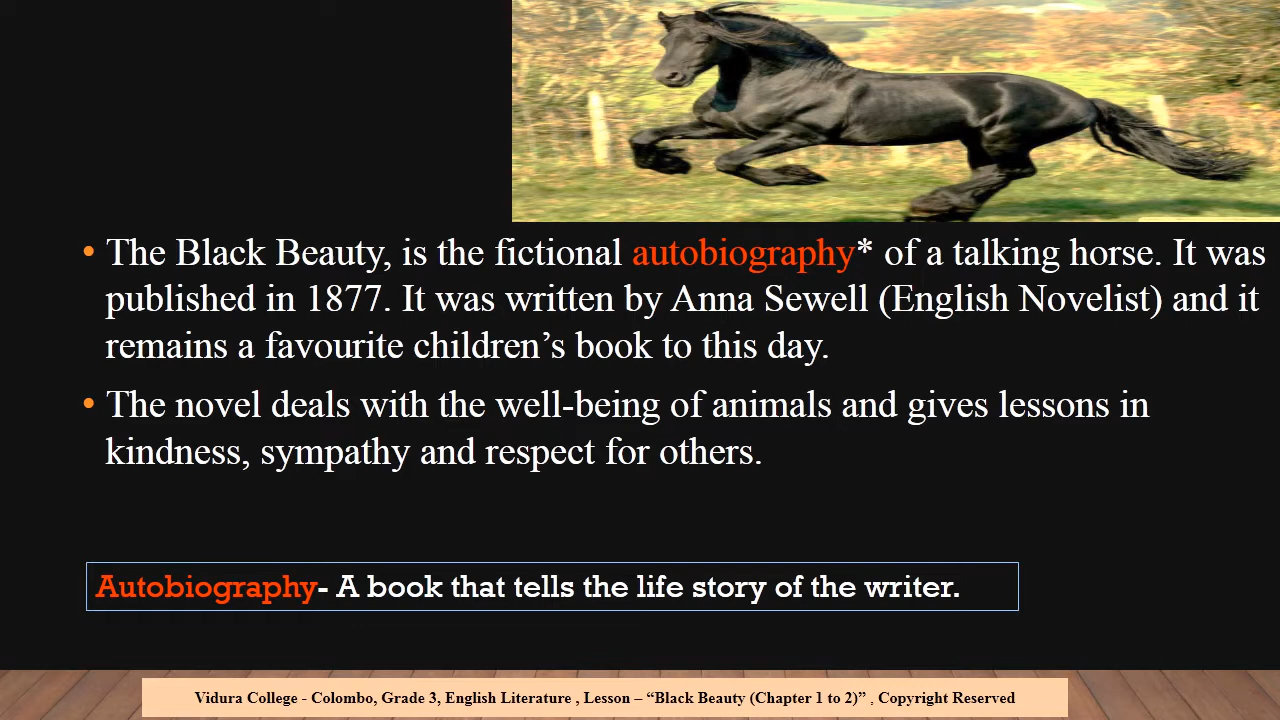 • The Black Beauty, is the fictional autobiography* of a talking horse. It was
published in 1877. It was written by Anna Sewell (English Novelist) and it
remains a favourite children’s book to this day.
• The novel deals with the well-being of animals and gives lessons in
kindness, sympathy and respect for others.
Autobiography- A book that tells the life story of the writer.
Vidura College - Colombo, Grade 3, English Literature , Lesson – “Black Beauty (Chapter 1 to 2)” , Copyright Reserved